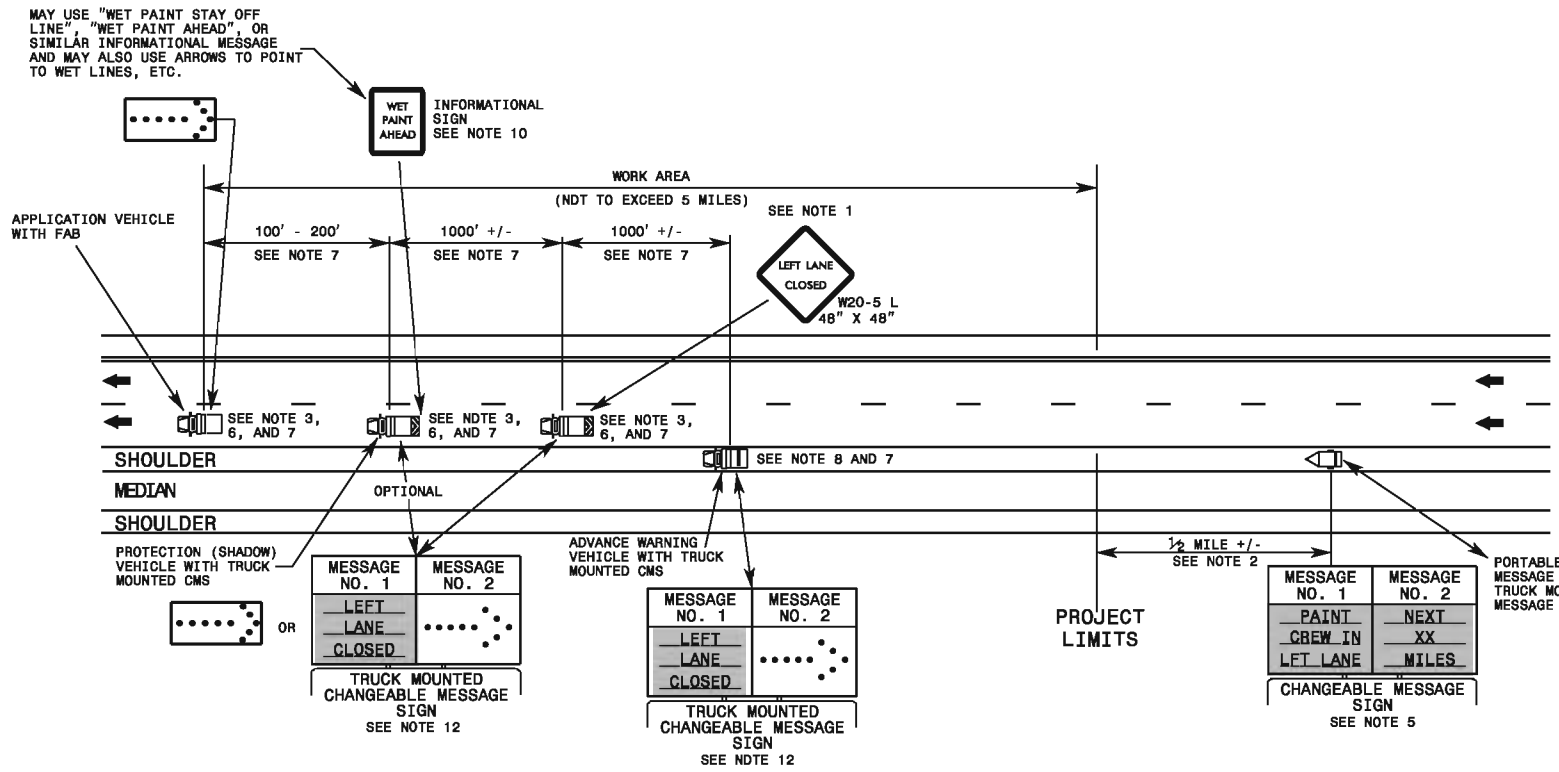 MAY USE "WET PAINT STAY OFF
LINE", "WET PAINT AHEAD", OR
SIMILAR INFORMATIONAL MESSAGE
AND MAY ALSO USE ARROWS TO POINT
TO WET LINES, ETC.
WET
PAINT
AHEAD
INFORMATIONAL
SIGN
SEE NOTE 10
WORK AREA
(NDT TO EXCEED 5 MILES)
SEE NOTE 1
APPLICATION VEHICLE
WITH FAB
100' - 200'
SEE NOTE 7
1000' +/-
SEE NOTE 7
1000' +/-
SEE NOTE 7
LEFT LANE
CLOSED
W20-5 L
48" X 48"
SEE NOTE 3,
6, AND 7
SEE NDTE 3,
6, AND 7
SEE NOTE 3,
6, AND 7
SHOULDER
SEE NOTE 8 AND 7
MEDIAN
OPTIONAL
SHOULDER
PROTECTION (SHADOW)
VEHICLE WITH TRUCK
MOUNTED CMS
OR
MESSAGE
NO. 1
MESSAGE
NO. 2
LEFT
LANE
CLOSED
TRUCK MOUNTED
CHANGEABLE MESSAGE
SIGN
SEE NOTE 12
ADVANCE WARNING
VEHICLE WITH TRUCK
MOUNTED CMS
MESSAGE
NO. 1
MESSAGE
NO. 2
LEFT
LANE
CLOSED
TRUCK MOUNTED
CHANGEABLE MESSAGE
SIGN
SEE NDTE 12
PROJECT
LIMITS
½ MILE +/-
SEE NOTE 2
PORTABLE
MESSAGE
TRUCK MO
MESSAGE
MESSAGE
NO. 1
MESSAGE
NO. 2
PAINT
CREW IN
LFT LANE
NEXT
XX
MILES
CHANGEABLE MESSAGE
SIGN
SEE NOTE 5